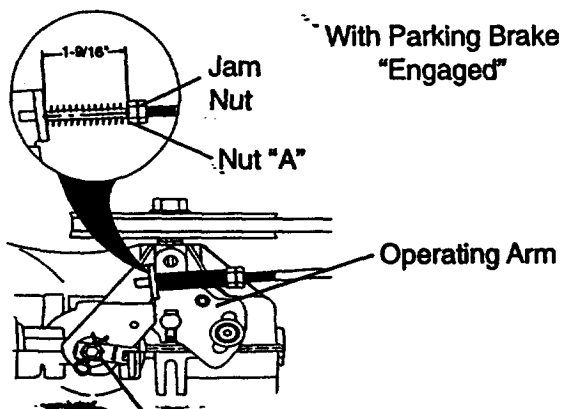 1-9/16"
With Parking Brake
"Engaged"
Jam
Nut
Nut "A"
Operating Arm